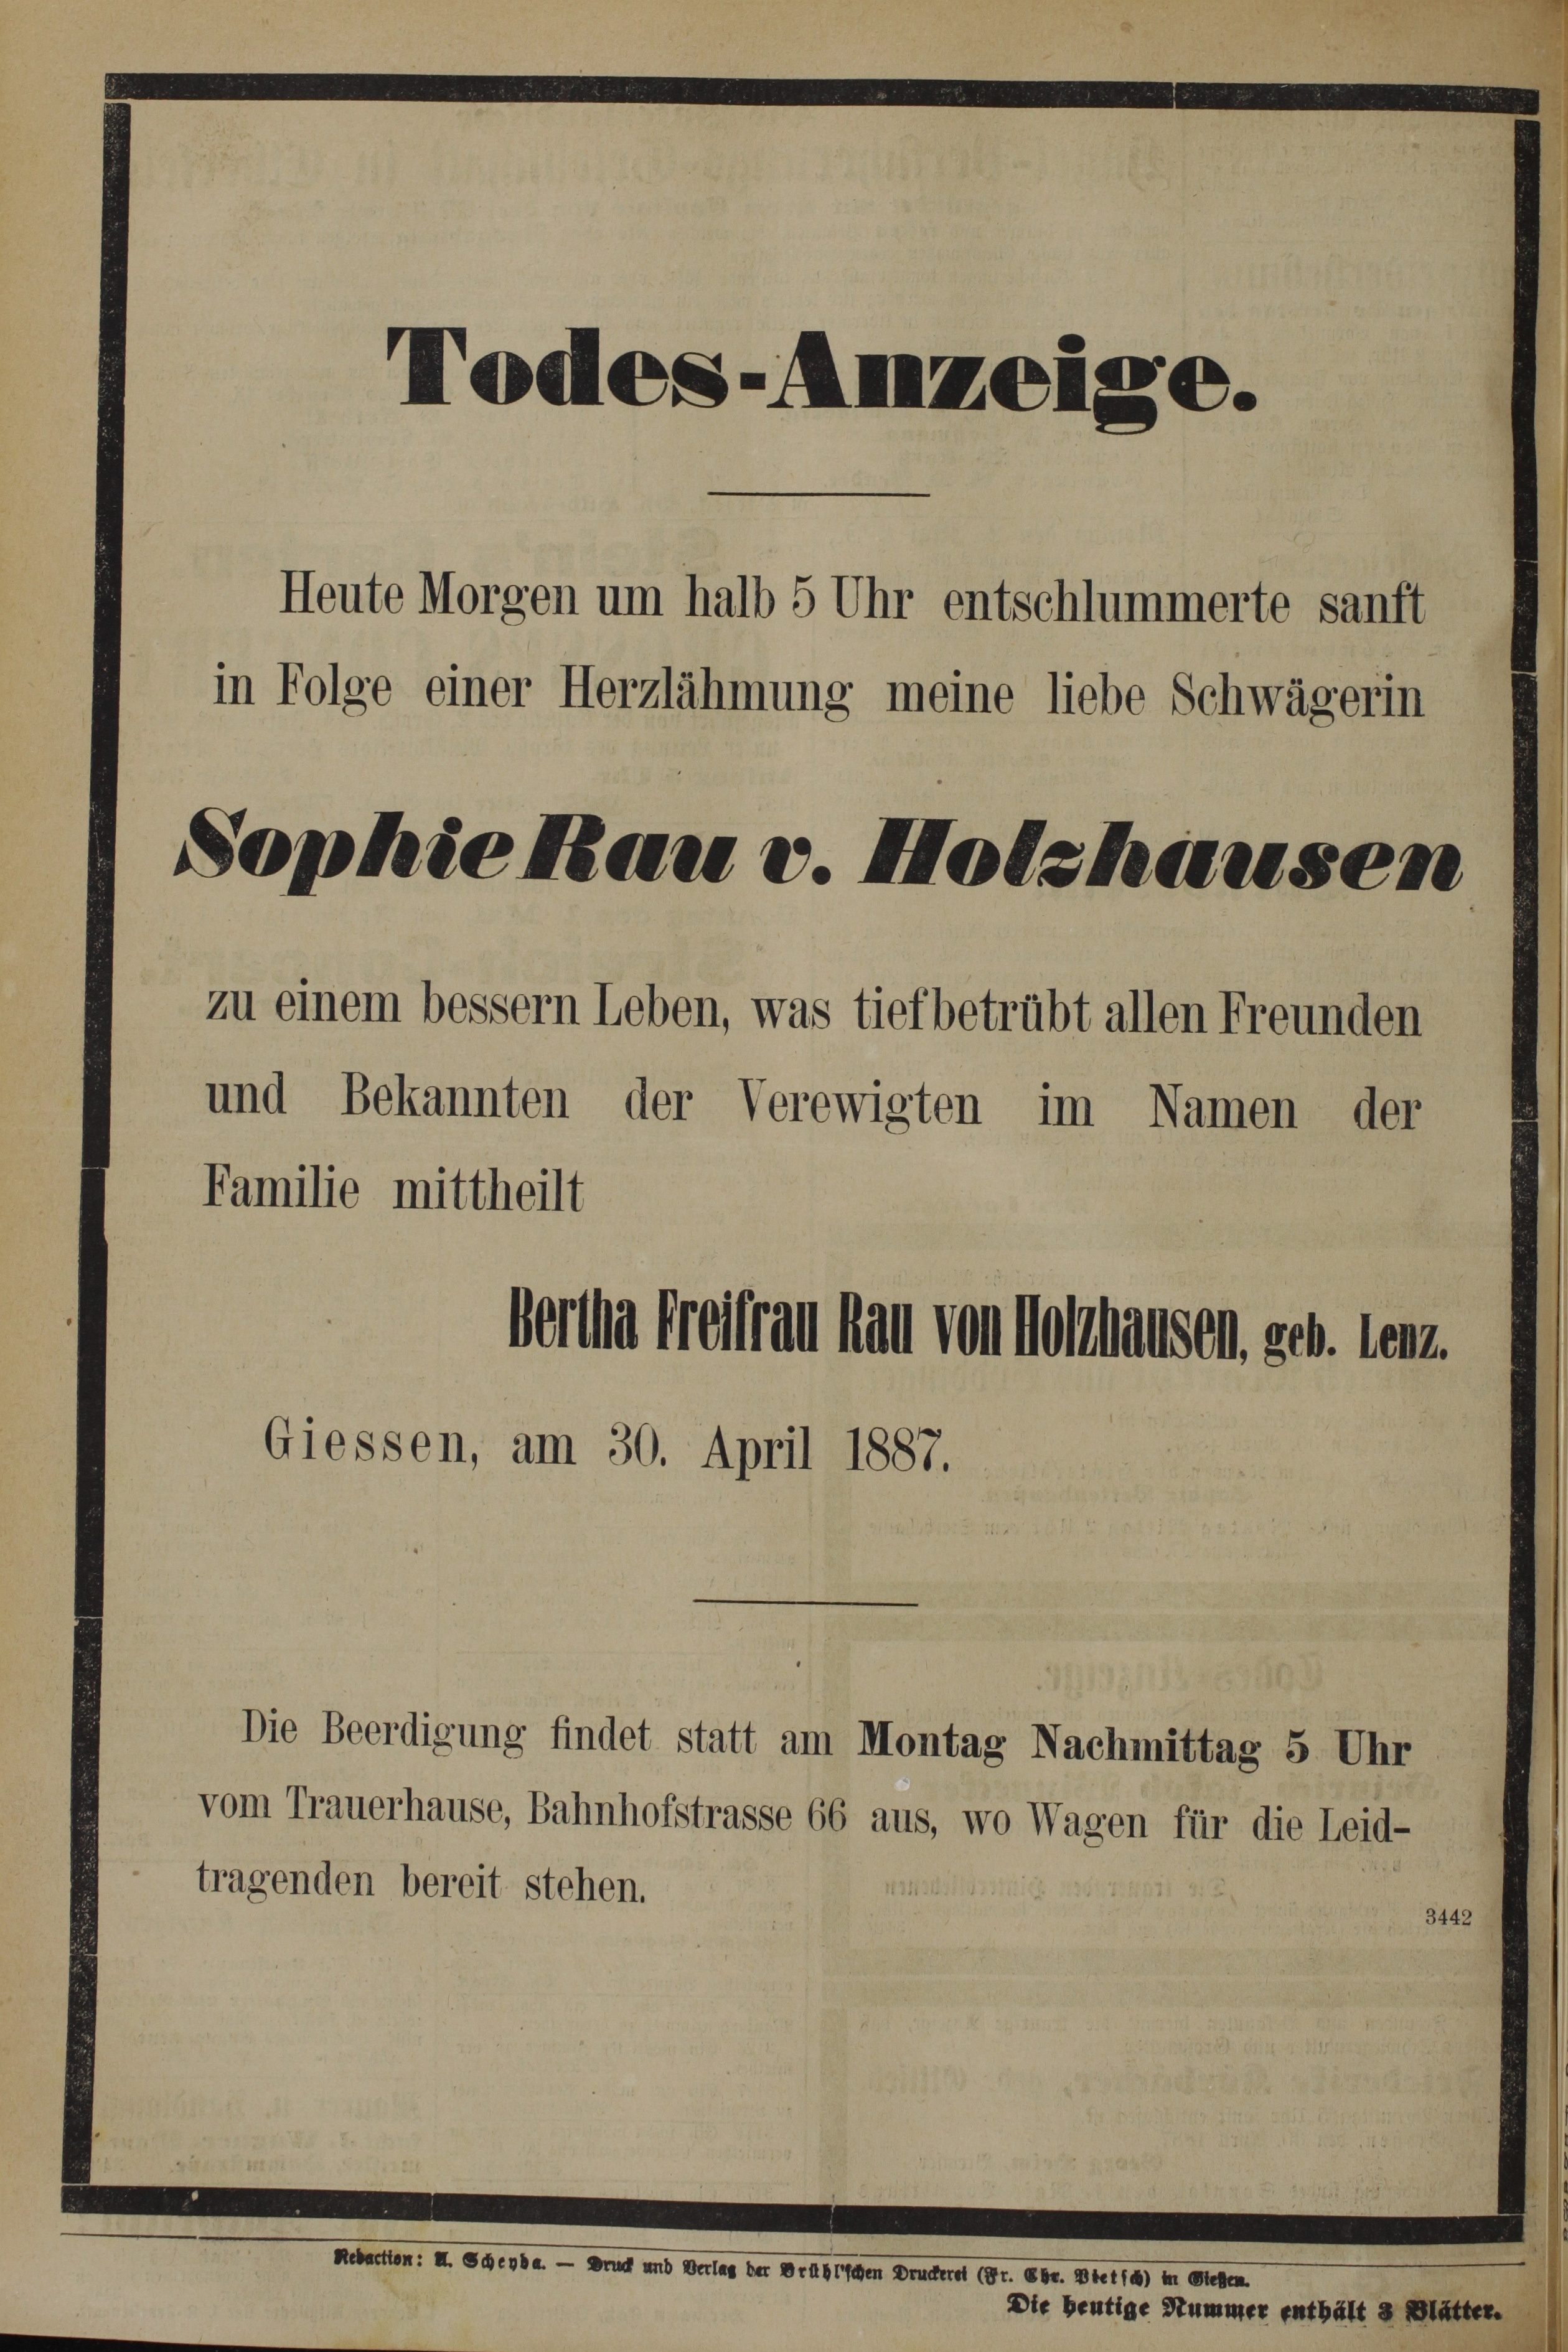 Todes-Anzeige.
Heute Morgen um halb 5 Uhr entschlummerte sanft
in Folge einer Herzlähmung meine liebe Schwägerin
Sophie Rau v. Holzhausen
zu einem bessern Leben, was tiefbetrübt allen Freunden
und Bekannten der Verewigten im Namen der
Familie mittheilt
Bertha Freifrau Rau von Holzhausen, geb. Lenz.
Giessen, am 30. April 1887.
Die Beerdigung findet statt am Montag Nachmittag 5 Uhr
vom Trauerhause, Bahnhofstrasse 66 aus, wo Wagen für die Leid-
tragenden bereit stehen.
3442
Redaction: A. Scheyda. — Druck und Verlag der Brühl'schen Druckerei (Fr. Chr. Pietsch) in Gießen.
Die heutige Nummer enthält 3 Blätter.